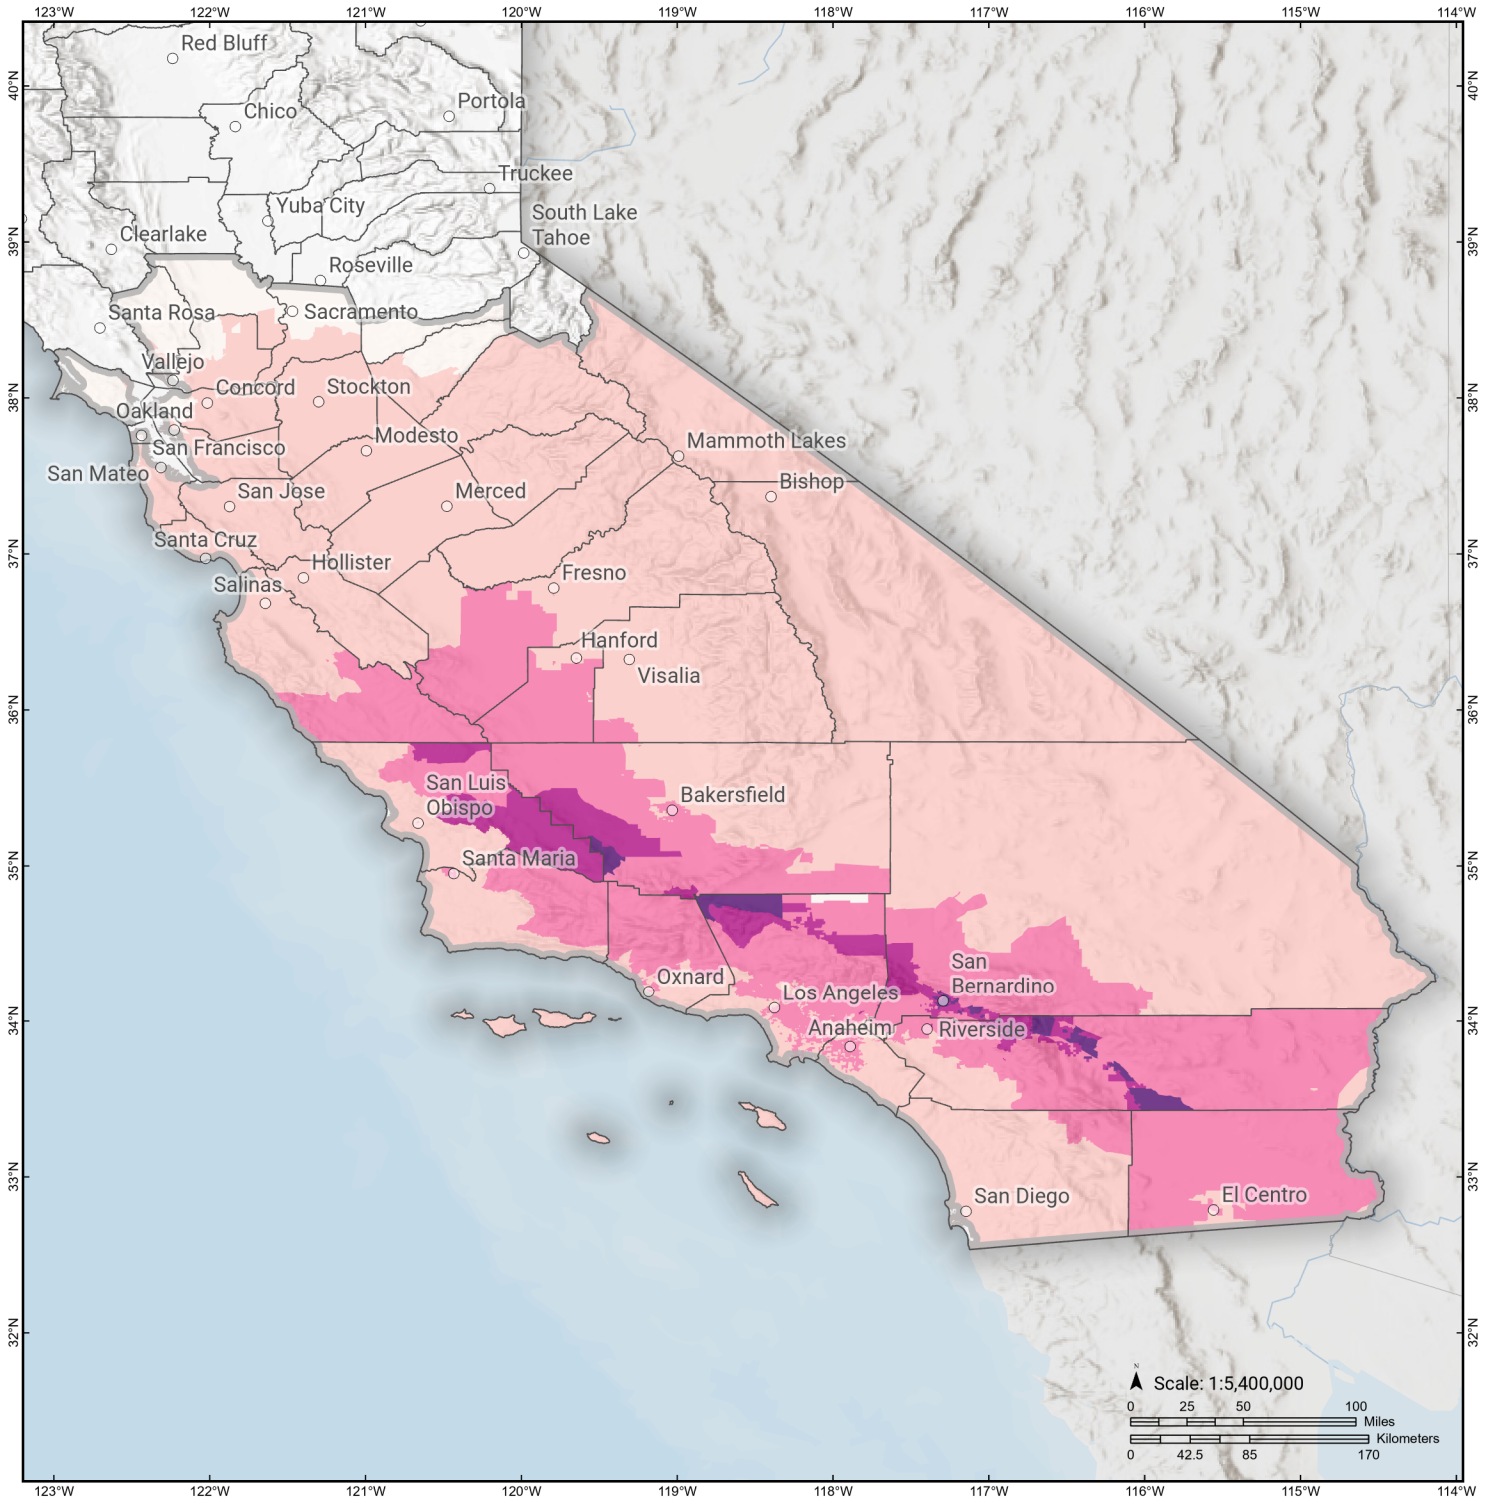 123°W 122°W 121°W 120°W 119°W 118°W 117°W 116°W 115°W 114°W
40°N
39°N
38°N
37°N
36°N
35°N
34°N
33°N
32°N
40°N
39°N
38°N
37°N
36°N
35°N
34°N
33°N
32°N
Red Bluff
Portola
Chico
Truckee
Yuba City
South Lake
Tahoe
Clearlake
Roseville
Santa Rosa
Sacramento
Vallejo
Concord
Stockton
Oakland
Modesto
Mammoth Lakes
San Francisco
San Mateo
Bishop
San Jose
Merced
Santa Cruz
Hollister
Fresno
Salinas
Hanford
Visalia
San Luis
Obispo
Bakersfield
Santa Maria
San
Bernardino
Oxnard
Los Angeles
Anaheim
Riverside
San Diego
El Centro
N
Scale: 1:5,400,000
0 25 50 100
Miles
Kilometers
0 42.5 85 170
123°W 122°W 121°W 120°W 119°W 118°W 117°W 116°W 115°W 114°W